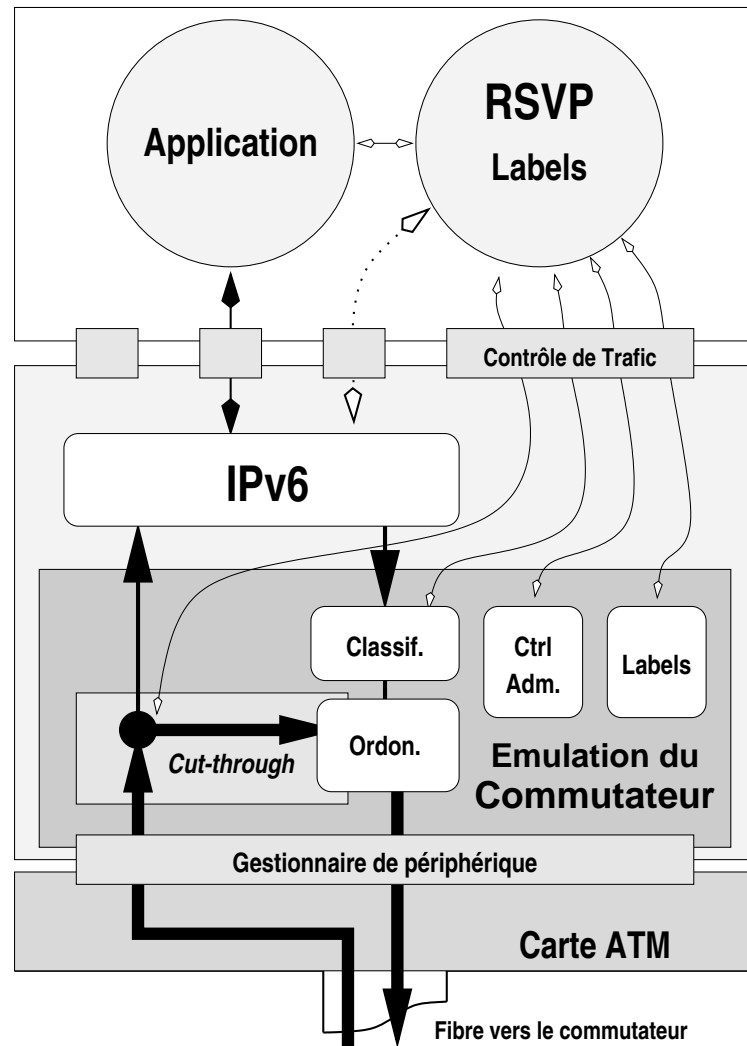 Application
RSVP
Labels
Contrôle de Trafic
IPv6
Classif.
Ctrl
Adm.
Labels
Ordon.
Cut-through
Emulation du
Commutateur
Gestionnaire de périphérique
Carte ATM
Fibre vers le commutateur